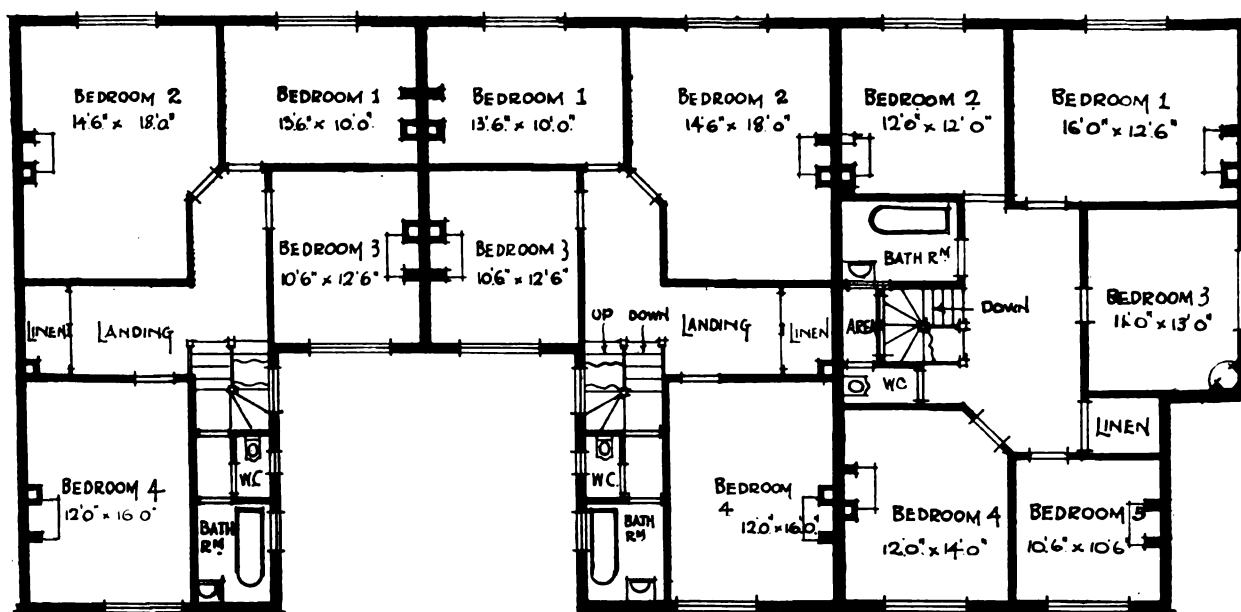 BEDROOM 2
14'6" x 18'0"
BEDROOM 1
13'6" x 10'0"
BEDROOM 1
13'6" x 10'0"
BEDROOM 2
14'6" x 18'0"
BEDROOM 2
12'0" x 12'0"
BEDROOM 1
16'0" x 12'6"
BEDROOM 3
10'6" x 12'6"
BEDROOM 3
10'6" x 12'6"
BATH RM
BEDROOM 3
11'0" x 13'0"
LINEN
LANDING
UP
DOWN
LANDING
LINEN
AREA
DOWN
WC
LINEN
BEDROOM 4
12'0" x 16'0"
W.C
BATH
RM
W.C.
BATH
RM
BEDROOM
4
12'0" x 16'0"
BEDROOM 4
12'0" x 14'0"
BEDROOM 5
10'6" x 10'6"